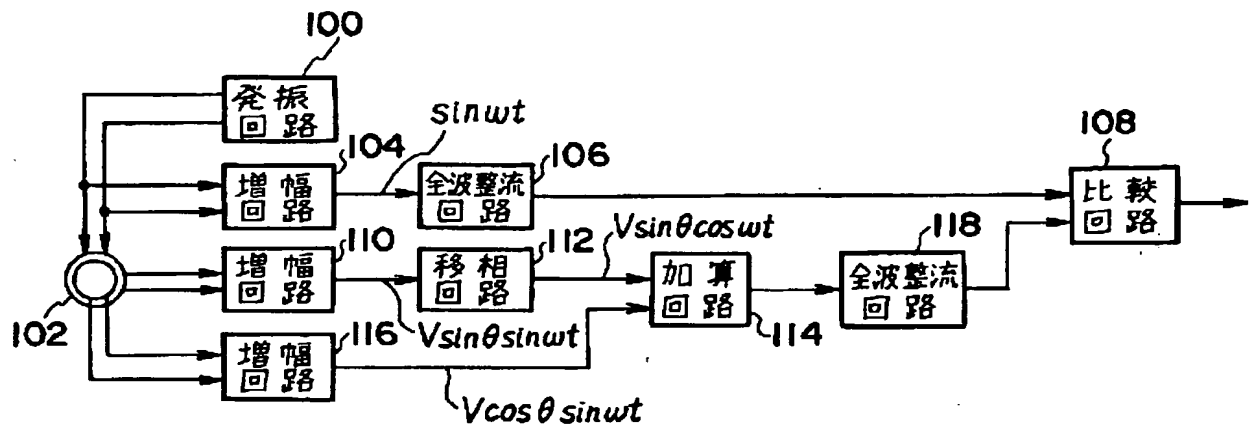 100
発振
回路
sinωt
104
増幅
回路
106
全波整流
回路
108
比較
回路
110
増幅
回路
112
移相
回路
Vsinθcosωt
118
加算
回路
全波整流
回路
102
116
Vsinθsinωt
114
増幅
回路
Vcosθsinωt